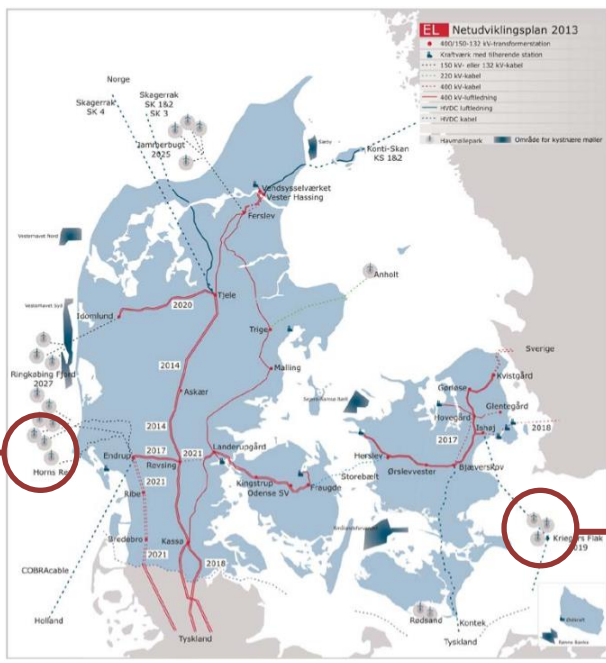 EL Netudviklingsplan 2013
400/150-132 kV-transformerstation
Kraftværk med tilhørende station
150 kV- eller 132 kV-kabel
220 kV-kabel
400 kV-kabel
400 kV-luftledning
HVDC luftledning
HVDC kabel
Havmøllepark
Område for kystnære møller
Norge
Skagerrak
SK 4
Skagerrak
SK 1&2
SK 3
Jammerbugt
2025
Konti-Skan
KS 1&2
Vendsysselværket
Vester Hassing
Ferslev
Vesterhavet Nord
Anholt
Tjele
Vesterhavet Syd
2020
Idomlund
Trige
Sverige
Ringkøbing Fjord
2027
2014
Malling
Kvistgård
Askær
Gørløse
Glentegård
Hovegård
2014
Ishøj
2018
2017
Horns Rev
Endrup
2017
2021
Landerupgård
Revsing
Herslev
Bjæverskov
Storebælt
Ørslevvester
2021
Kingstrup
Fraugde
Odense SV
Ribe
Kriegers Flak
2019
Bredebro
Kassø
2021
2018
COBRAcable
Rødsand
Holland
Kontek
Tyskland
Tyskland